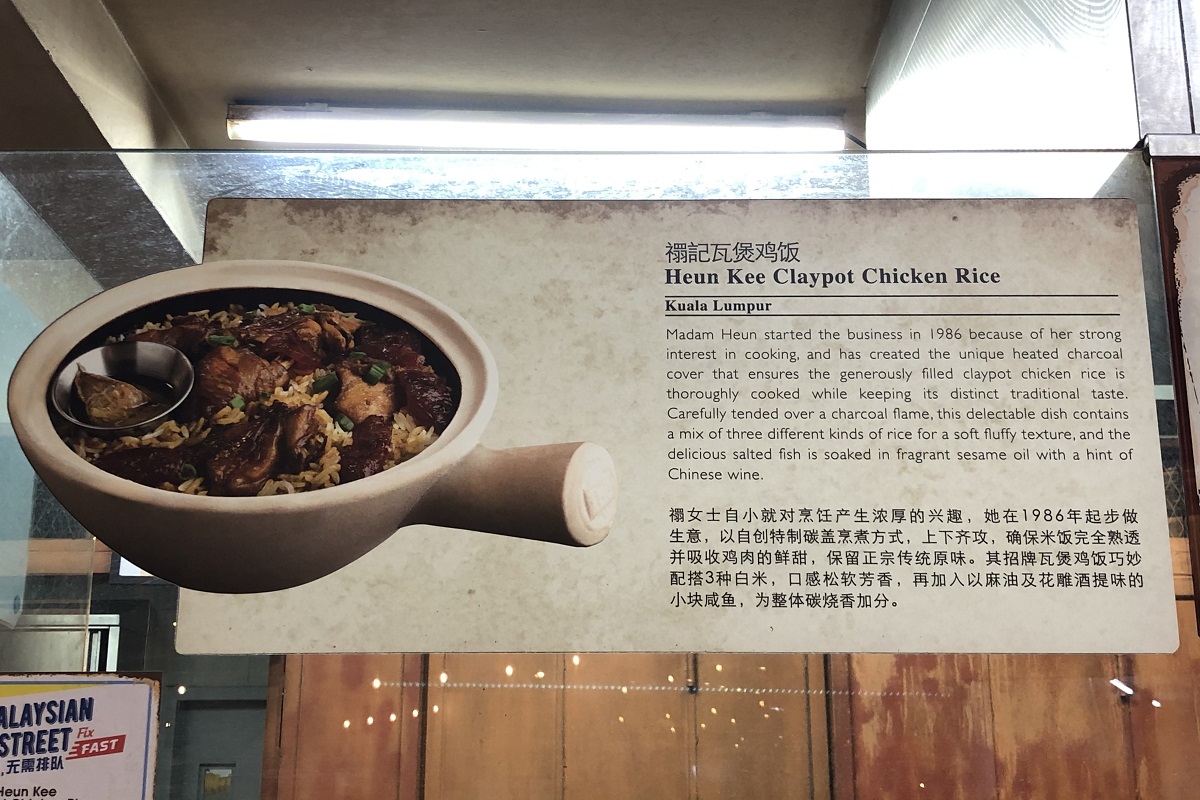 禤記瓦煲鸡饭
Heun Kee Claypot Chicken Rice
Kuala Lumpur
Madam Heun started the business in 1986 because of her strong
interest in cooking, and has created the unique heated charcoal
cover that ensures the generously filled claypot chicken rice is
thoroughly cooked while keeping its distinct traditional taste.
Carefully tended over a charcoal flame, this delectable dish contains
a mix of three different kinds of rice for a soft fluffy texture, and the
delicious salted fish is soaked in fragrant sesame oil with a hint of
Chinese wine.
禤女士自小就对烹饪产生浓厚的兴趣，她在1986年起步做
生意，以自创特制碳盖烹煮方式，上下齐攻，确保米饭完全熟透
并吸收鸡肉的鲜甜，保留正宗传统原味。其招牌瓦煲鸡饭巧妙
配搭3种白米，口感松软芳香，再加入以麻油及花雕酒提味的
小块咸鱼，为整体碳烧香加分。
ALAYSIAN
STREET Fix
FAST
,无需排队
Heun Kee